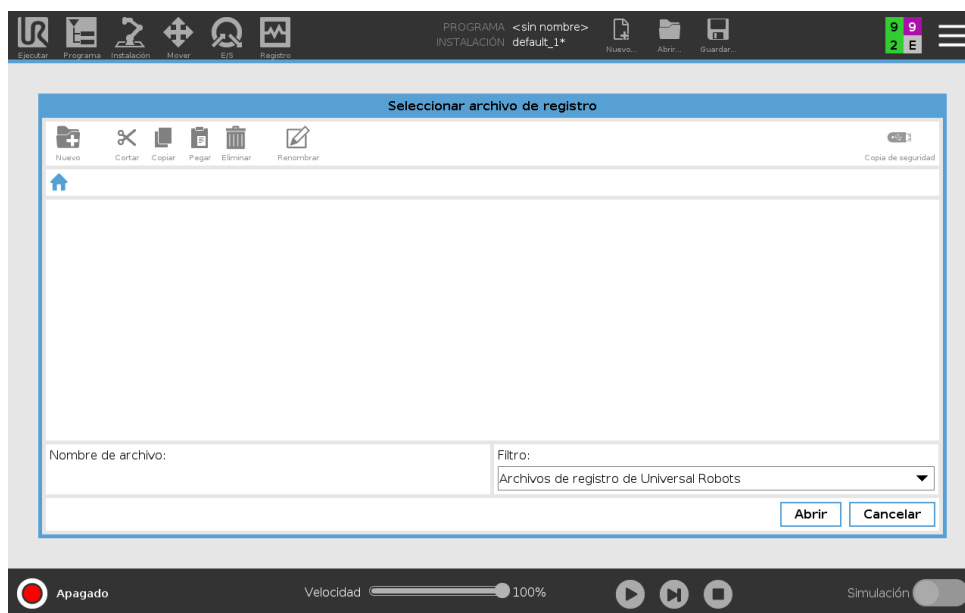 PROGRAMA <sin nombre>
INSTALACIÓN default_1*
Ejecutar Programa Instalación Mover E/S Registro Nuevo... Abrir... Guardar...
9 9
2 E
Seleccionar archivo de registro
Nuevo Cortar Copiar Pegar Eliminar Renombrar Copia de seguridad
Nombre de archivo: Filtro:
Archivos de registro de Universal Robots
Abrir Cancelar
Apagado Velocidad 100% Simulación